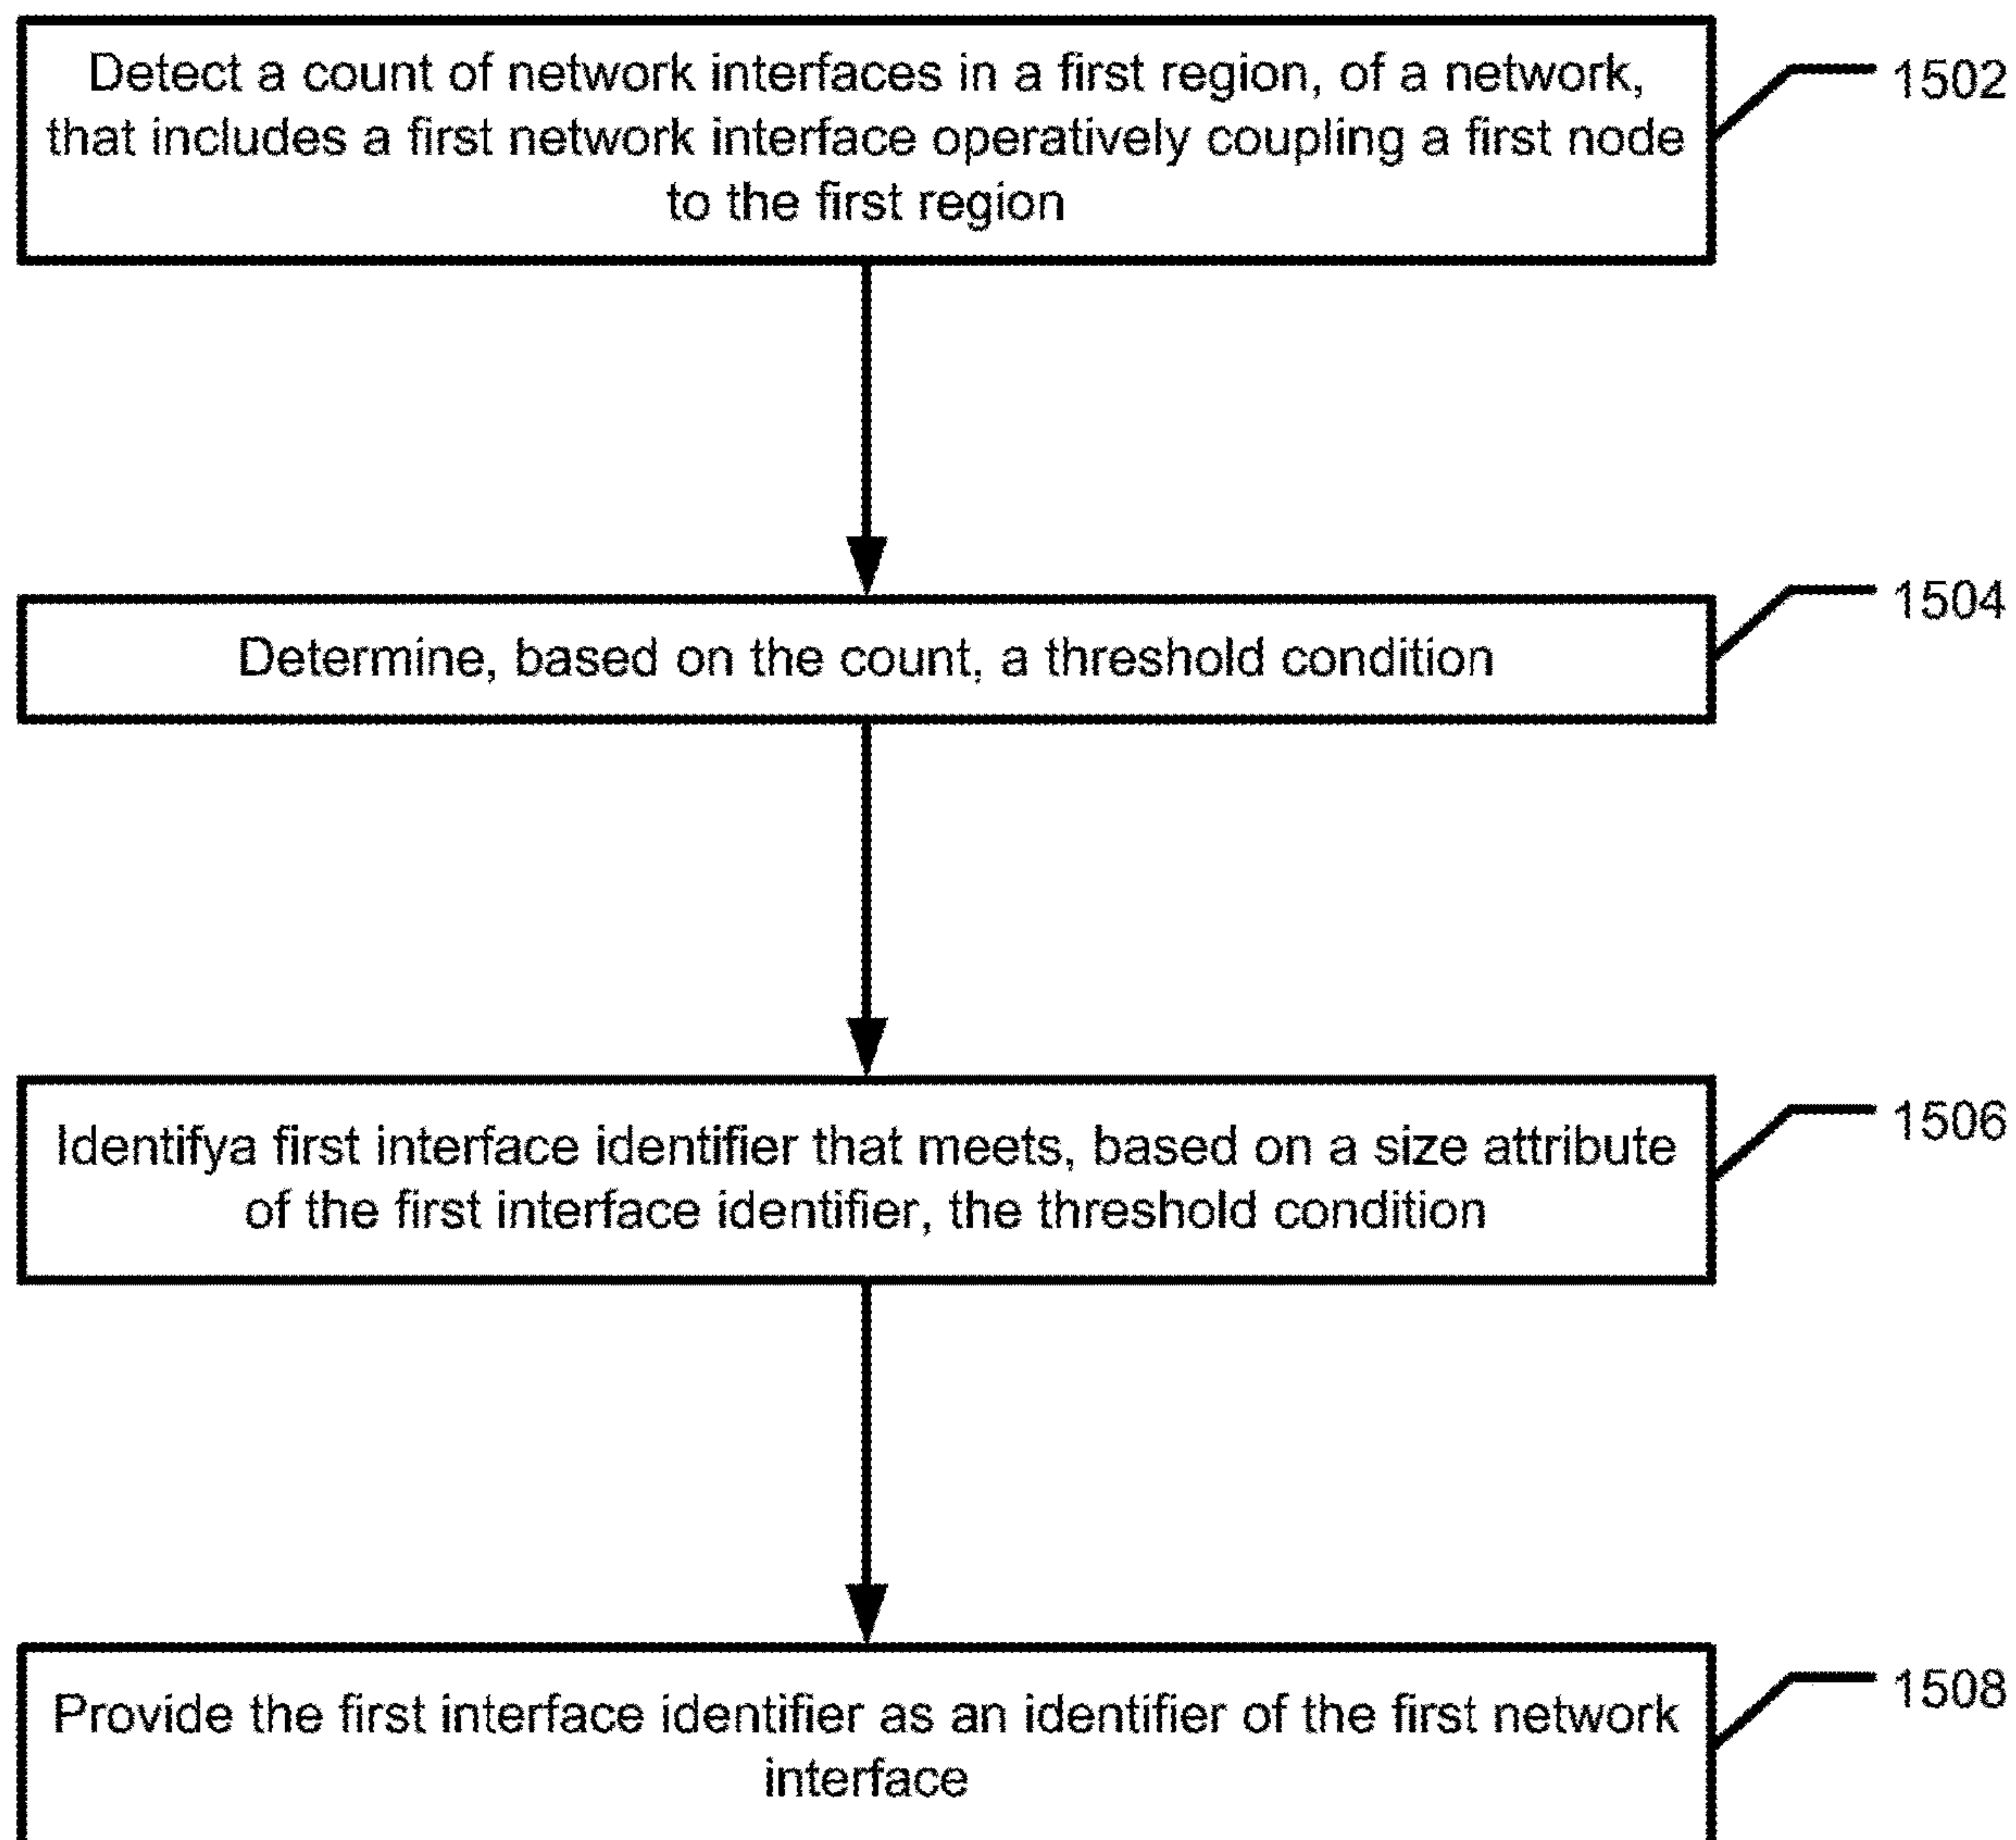 Detect a count of network interfaces in a first region, of a network,
that includes a first network interface operatively coupling a first node
to the first region
1502
Determine, based on the count, a threshold condition
1504
Identifya first interface identifier that meets, based on a size attribute
of the first interface identifier, the threshold condition
1506
Provide the first interface identifier as an identifier of the first network
interface
1508